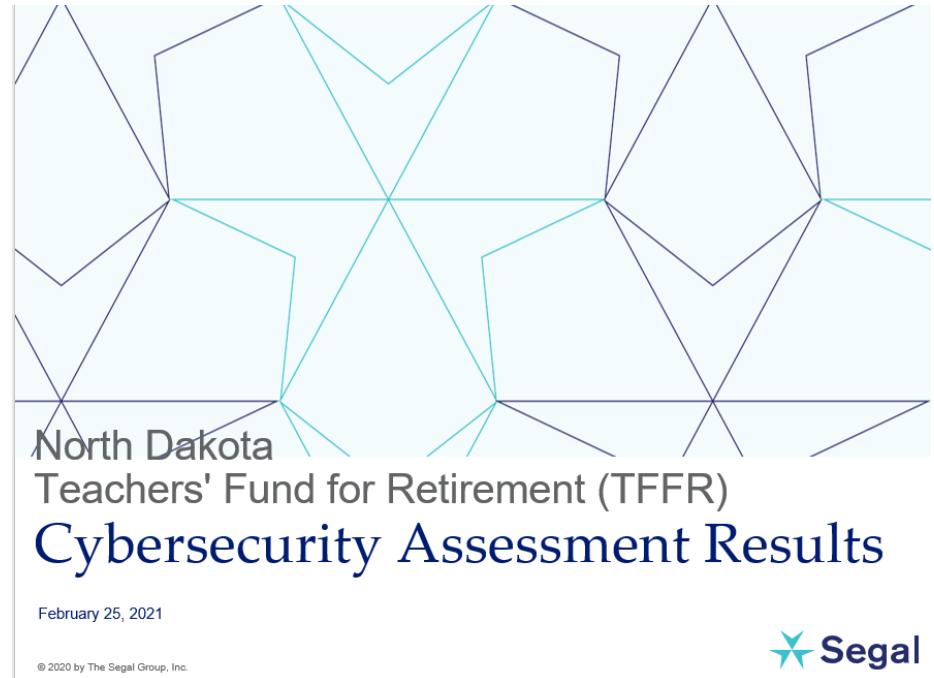 North Dakota
Teachers' Fund for Retirement (TFFR)
Cybersecurity Assessment Results
February 25, 2021
© 2020 by The Segal Group, Inc.
Segal